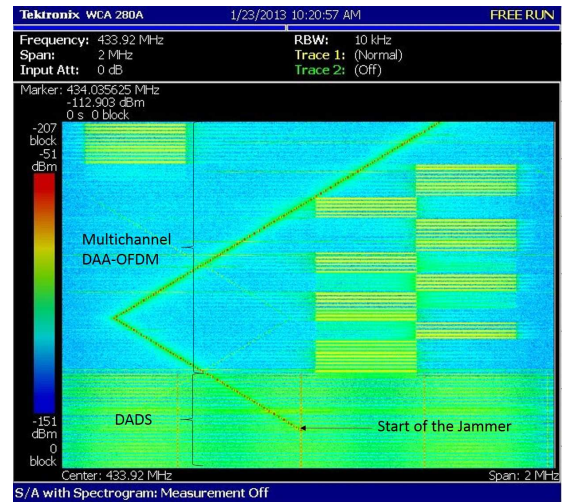 Tektronix WCA 280A 1/23/2013 10:20:57 AM FREE RUN
Frequency: 433.92 MHz RBW: 10 kHz
Span: 2 MHz Trace 1: (Normal)
Input Att: 0 dB Trace 2: (Off)
Marker: 434.035625 MHz
-112.903 dBm
0 s 0 block
-207
block
-51
dBm
Multichannel
DAA-OFDM
DADS
Start of the Jammer
-151
dBm
0
block
Center: 433.92 MHz Span: 2 MHz
S/A with Spectrogram: Measurement Off